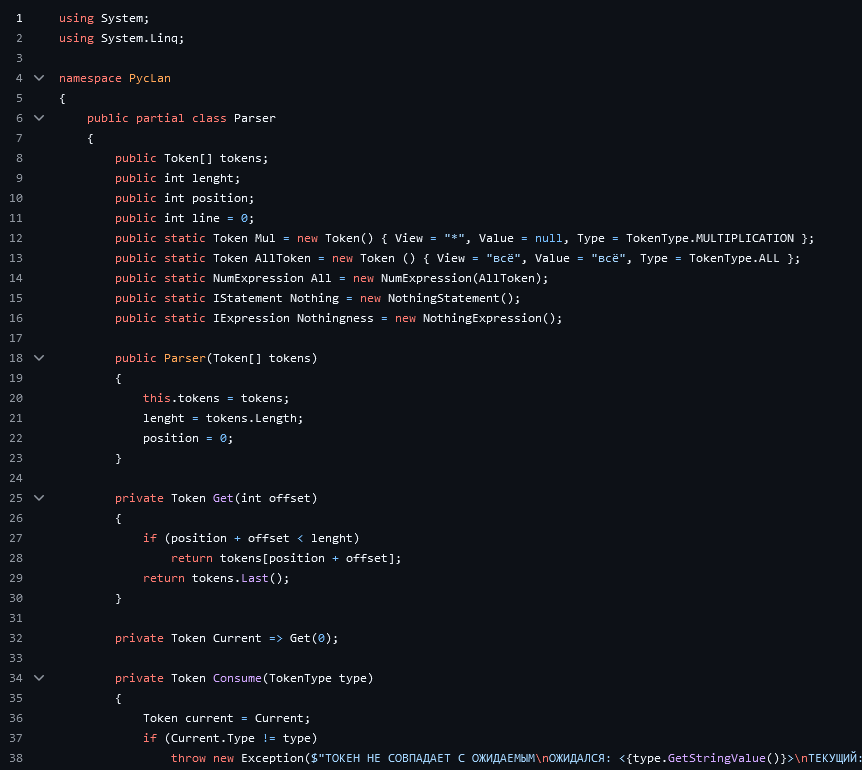 1 using System;
2 using System.Linq;
3
4 namespace PycLan
5 {
6 public partial class Parser
7 {
8 public Token[] tokens;
9 public int lenght;
10 public int position;
11 public int line = 0;
12 public static Token Mul = new Token() { View = "*", Value = null, Type = TokenType.MULTIPLICATION };
13 public static Token AllToken = new Token () { View = "всё", Value = "всё", Type = TokenType.ALL };
14 public static NumExpression All = new NumExpression(AllToken);
15 public static IStatement Nothing = new NothingStatement();
16 public static IExpression Nothingness = new NothingExpression();
17
18 public Parser(Token[] tokens)
19 {
20 this.tokens = tokens;
21 lenght = tokens.Length;
22 position = 0;
23 }
24
25 private Token Get(int offset)
26 {
27 if (position + offset < lenght)
28 return tokens[position + offset];
29 return tokens.Last();
30 }
31
32 private Token Current => Get(0);
33
34 private Token Consume(TokenType type)
35 {
36 Token current = Current;
37 if (Current.Type != type)
38 throw new Exception($"ТОКЕН НЕ СОВПАДАЕТ С ОЖИДАЕМЫМ\nОЖИДАЛСЯ: <{type.GetStringValue()}>\nТЕКУЩИЙ: